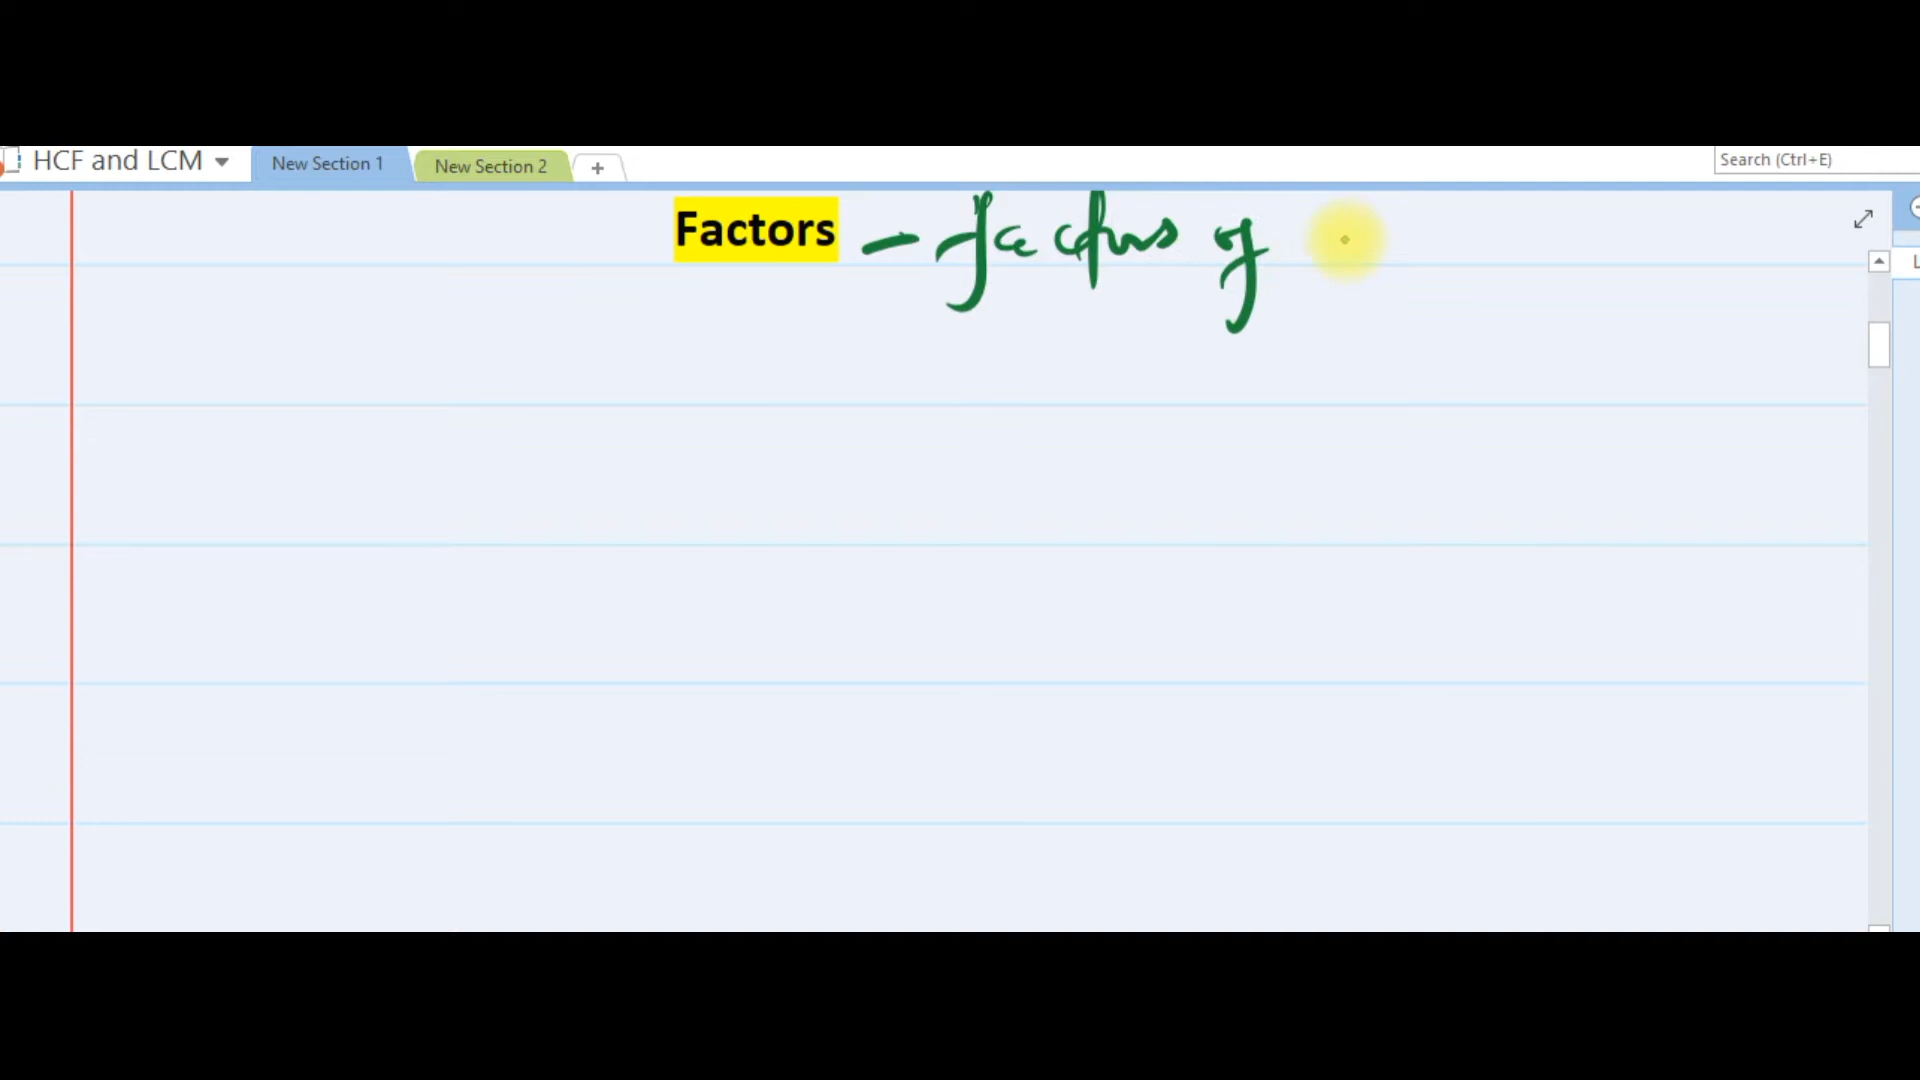 HCF and LCM New Section 1 New Section 2 + Search (Ctrl+E)
Factors - factors of